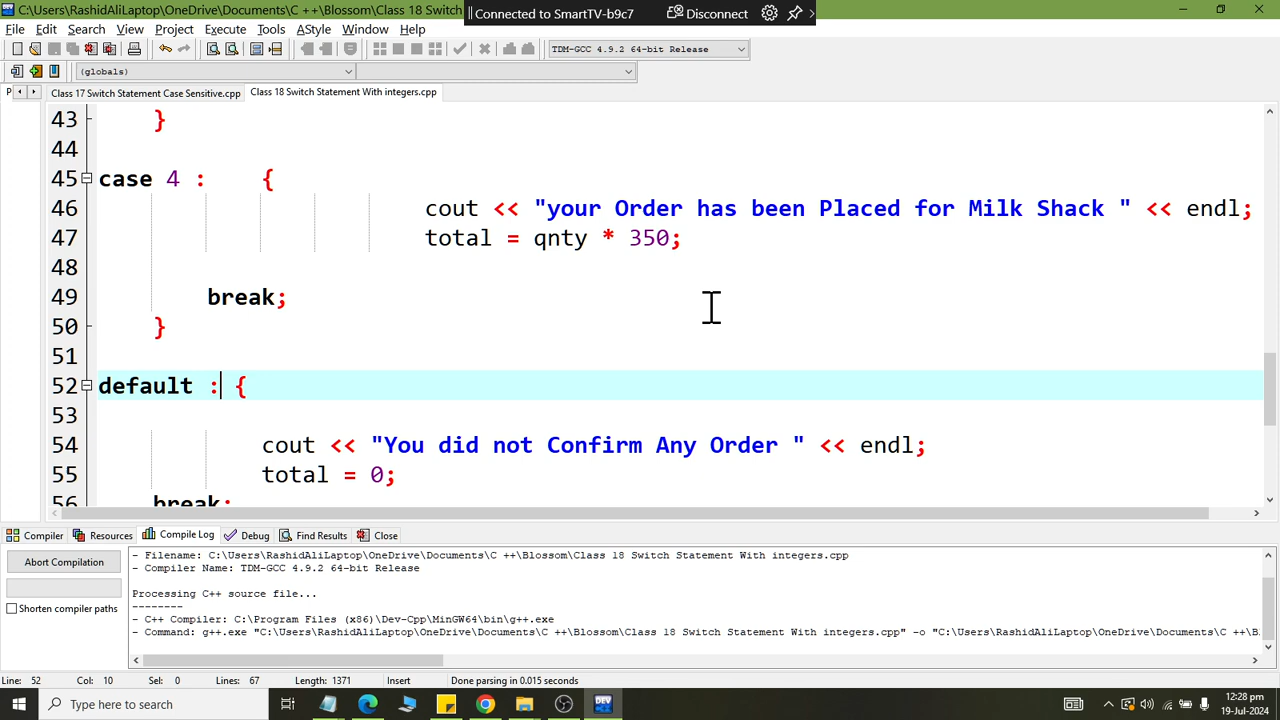 C:\Users\RashidAliLaptop\OneDrive\Documents\C ++\Blossom\Class 18 Switch Statement
Connected to SmartTV-b9c7 Disconnect
File Edit Search View Project Execute Tools AStyle Window Help
TDM-GCC 4.9.2 64-bit Release
(globals)
P Class 17 Switch Statement Case Sensitive.cpp Class 18 Switch Statement With integers.cpp
43 }
44
45 case 4 : {
46 cout << "your Order has been Placed for Milk Shack " << endl;
47 total = qnty * 350;
48
49 break;
50 }
51
52 default : {
53
54 cout << "You did not Confirm Any Order " << endl;
55 total = 0;
56 break;
Compiler Resources Compile Log Debug Find Results Close
Abort Compilation
Shorten compiler paths
- Filename: C:\Users\RashidAliLaptop\OneDrive\Documents\C ++\Blossom\Class 18 Switch Statement With integers.cpp
- Compiler Name: TDM-GCC 4.9.2 64-bit Release
Processing C++ source file...
--------
- C++ Compiler: C:\Program Files (x86)\Dev-Cpp\MinGW64\bin\g++.exe
- Command: g++.exe "C:\Users\RashidAliLaptop\OneDrive\Documents\C ++\Blossom\Class 18 Switch Statement With integers.cpp" -o "C:\Users\RashidAliLaptop\OneDrive\Documents\C ++\Bl
Line: 52 Col: 10 Sel: 0 Lines: 67 Length: 1371 Insert Done parsing in 0.015 seconds
Type here to search
DEV
12:28 pm
19-Jul-2024